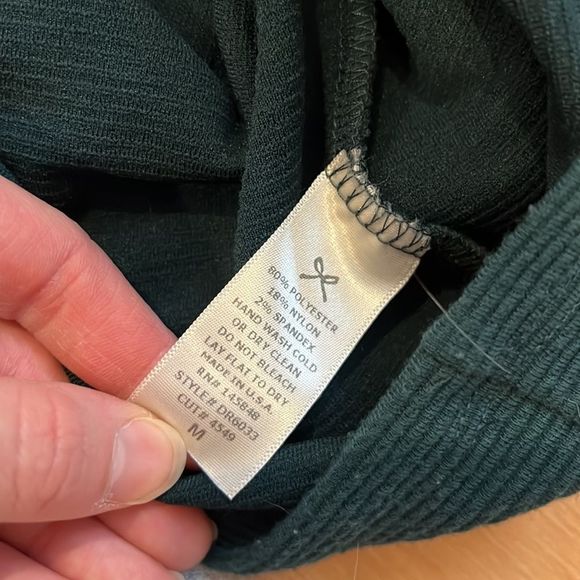 80% POLYESTER
18% NYLON
2% SPANDEX
HAND WASH COLD
OR DRY CLEAN
DO NOT BLEACH
LAY FLAT TO DRY
MADE IN U.S.A.
RN# 145848
STYLE# DR6033
CUT# 4549
M